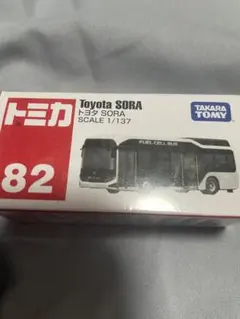 トミカ
82
Toyota SORA
トヨタ SORA
SCALE 1/137
TAKARA
TOMY
FUEL CELL BUS